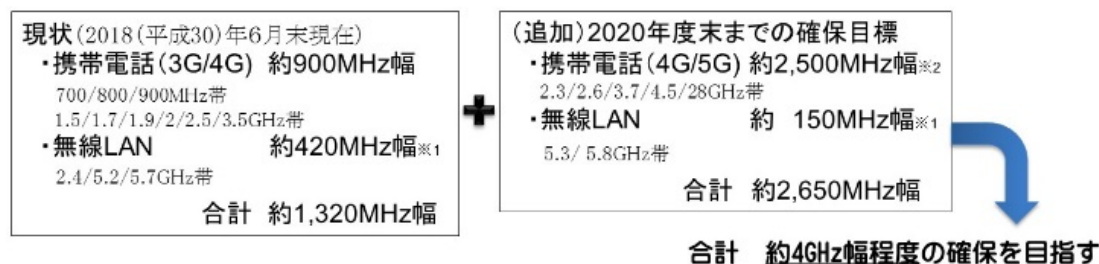 現状(2018(平成30)年6月末現在)
・携帯電話(3G/4G) 約900MHz幅
700/800/900MHz帯
1.5/1.7/1.9/2/2.5/3.5GHz帯
・無線LAN 約420MHz幅※1
2.4/5.2/5.7GHz帯
合計 約1,320MHz幅
(追加)2020年度末までの確保目標
・携帯電話(4G/5G) 約2,500MHz幅※2
2.3/2.6/3.7/4.5/28GHz帯
・無線LAN 約 150MHz幅※1
5.3/ 5.8GHz帯
合計 約2,650MHz幅
合計 約4GHz幅程度の確保を目指す